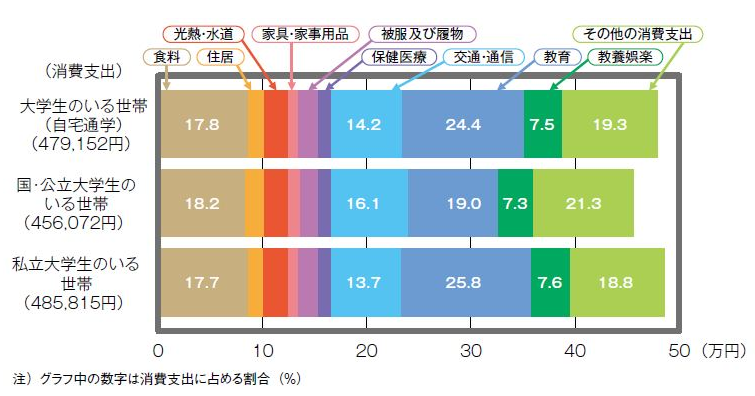 光熱・水道 家具・家事用品 被服及び履物 その他の消費支出
食料 住居 保健医療 交通・通信 教育 教養娯楽
(消費支出)
大学生のいる世帯
(自宅通学)
(479,152円)
17.8 14.2 24.4 7.5 19.3
国・公立大学生の
いる世帯
(456,072円)
18.2 16.1 19.0 7.3 21.3
私立大学生のいる
世帯
(485,815円)
17.7 13.7 25.8 7.6 18.8
0 10 20 30 40 50 (万円)
注)グラフ中の数字は消費支出に占める割合(%)